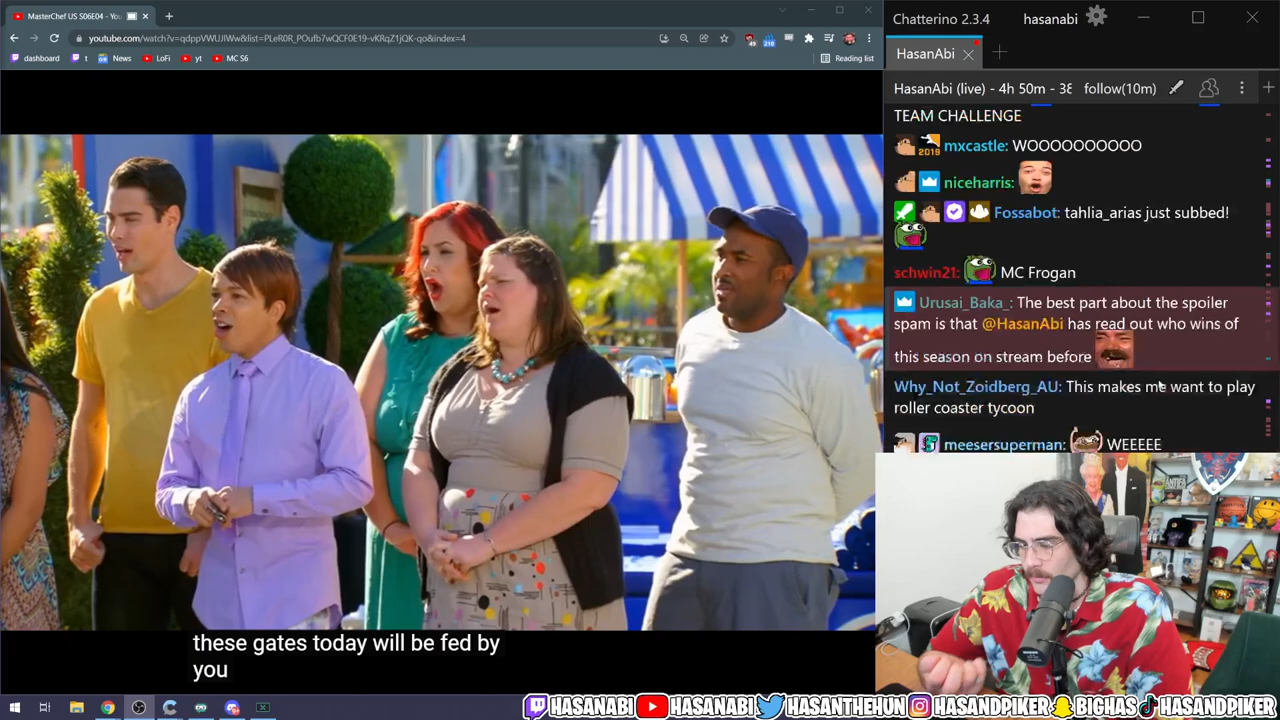 MasterChef US S06E04 - You
youtube.com/watch?v=qdppVWUJIWw&list=PLeR0R_POufb7wQCF0E19-vKRqZ1jQK-qo&index=4
dashboard
t
News
LoFi
yt
MC S6
Reading list
Chatterino 2.3.4
hasanabi
HasanAbi
HasanAbi (live) - 4h 50m - 38
follow(10m)
TEAM CHALLENGE
2019 mxcastle: WOOOOOOOOOO
niceharris:
Fossabot: tahlia_arias just subbed!
schwin21: MC Frogan
Urusai_Baka_: The best part about the spoiler
spam is that @HasanAbi has read out who wins of
this season on stream before
Why_Not_Zoidberg_AU: This makes me want to play
roller coaster tycoon
meesersuperman: WEEEEE
these gates today will be fed by
you
HASANABI HASANABI HASANTHEHUN HASANDPIKER BIGHAS HASANDPIKER